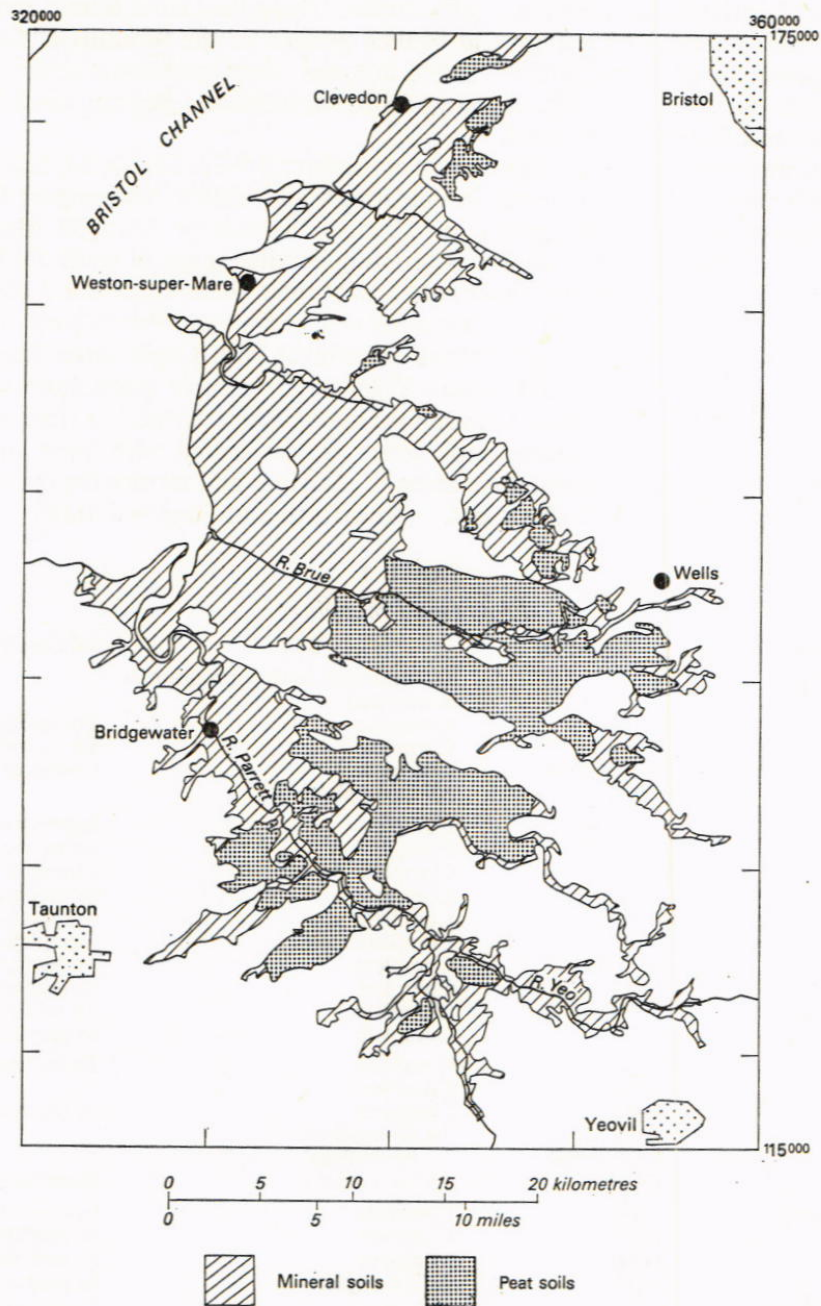 320000
360000
175000
BRISTOL CHANNEL
Clevedon
Bristol
Weston-super-Mare
R. Brue
Wells
Bridgewater
R. Parrett
Taunton
R. Yeo
Yeovil
115000
0 5 10 15 20 kilometres
0 5 10 miles
Mineral soils
Peat soils